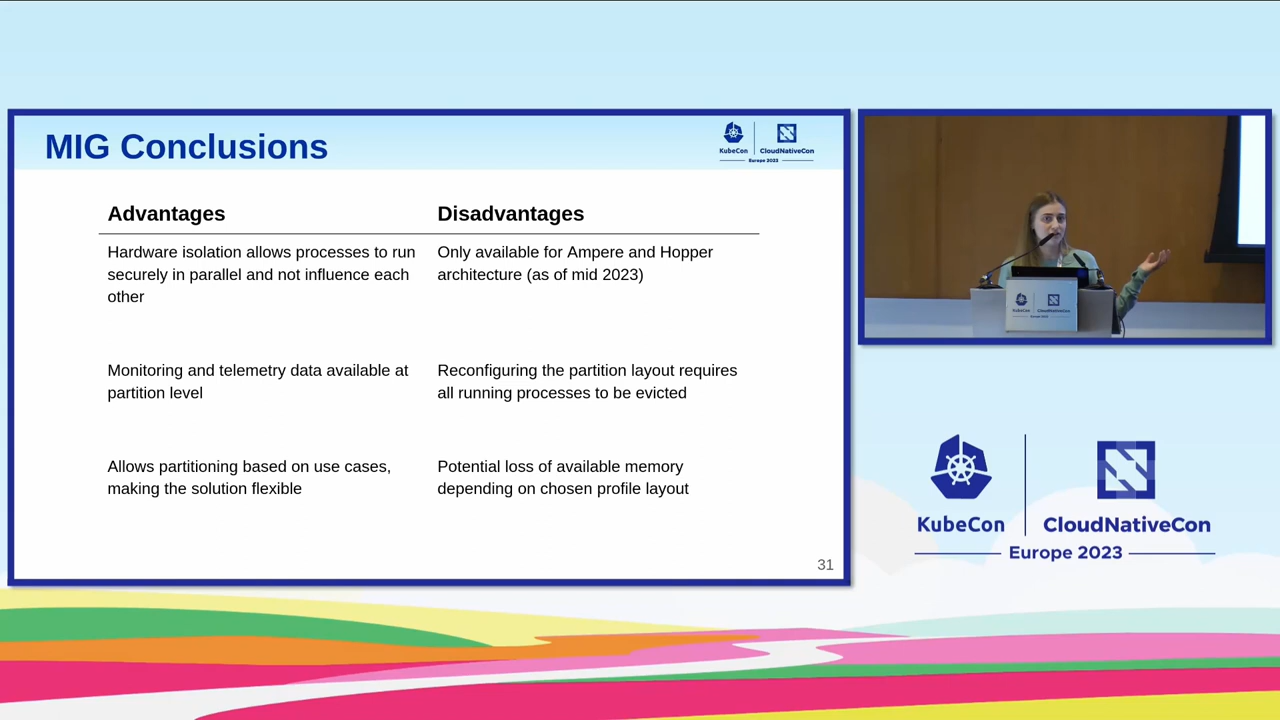 MIG Conclusions
KubeCon
CloudNativeCon
Europe 2023
Advantages
Disadvantages
Hardware isolation allows processes to run
securely in parallel and not influence each
other
Only available for Ampere and Hopper
architecture (as of mid 2023)
Monitoring and telemetry data available at
partition level
Reconfiguring the partition layout requires
all running processes to be evicted
Allows partitioning based on use cases,
making the solution flexible
Potential loss of available memory
depending on chosen profile layout
31
KubeCon
CloudNativeCon
Europe 2023